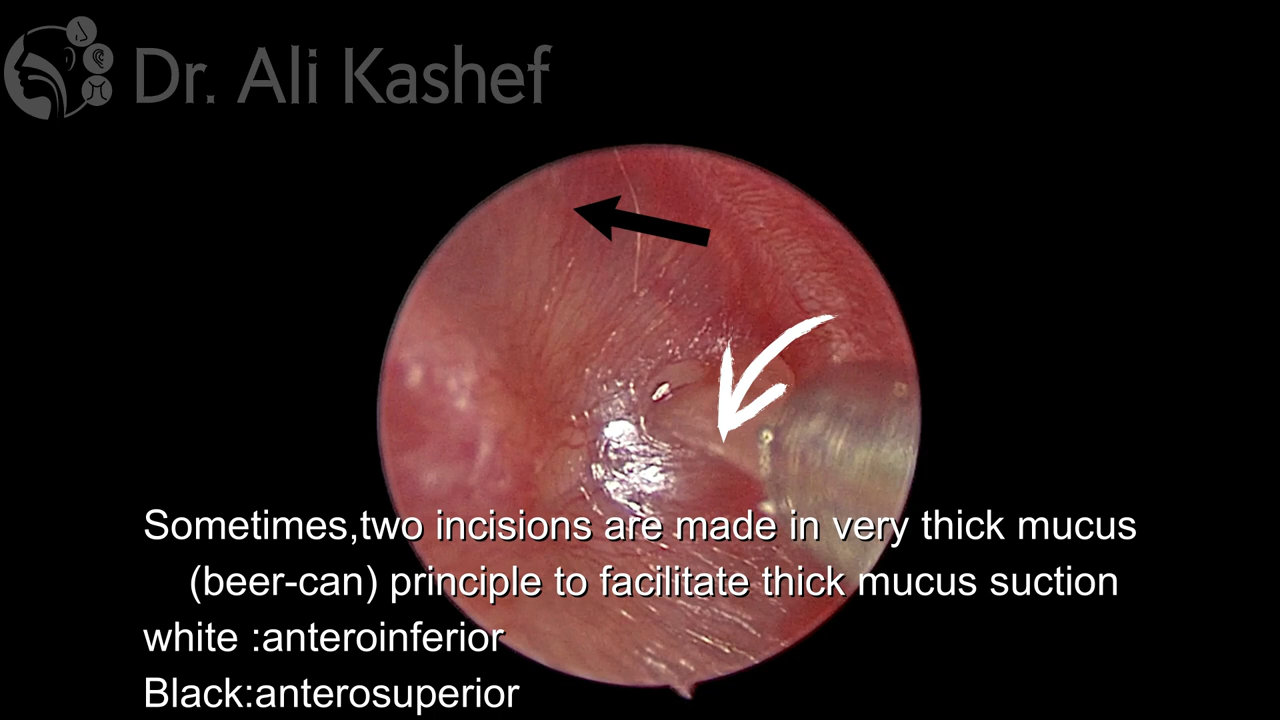 Dr. Ali Kashef
Sometimes,two incisions are made in very thick mucus
(beer-can) principle to facilitate thick mucus suction
white :anteroinferior
Black:anterosuperior